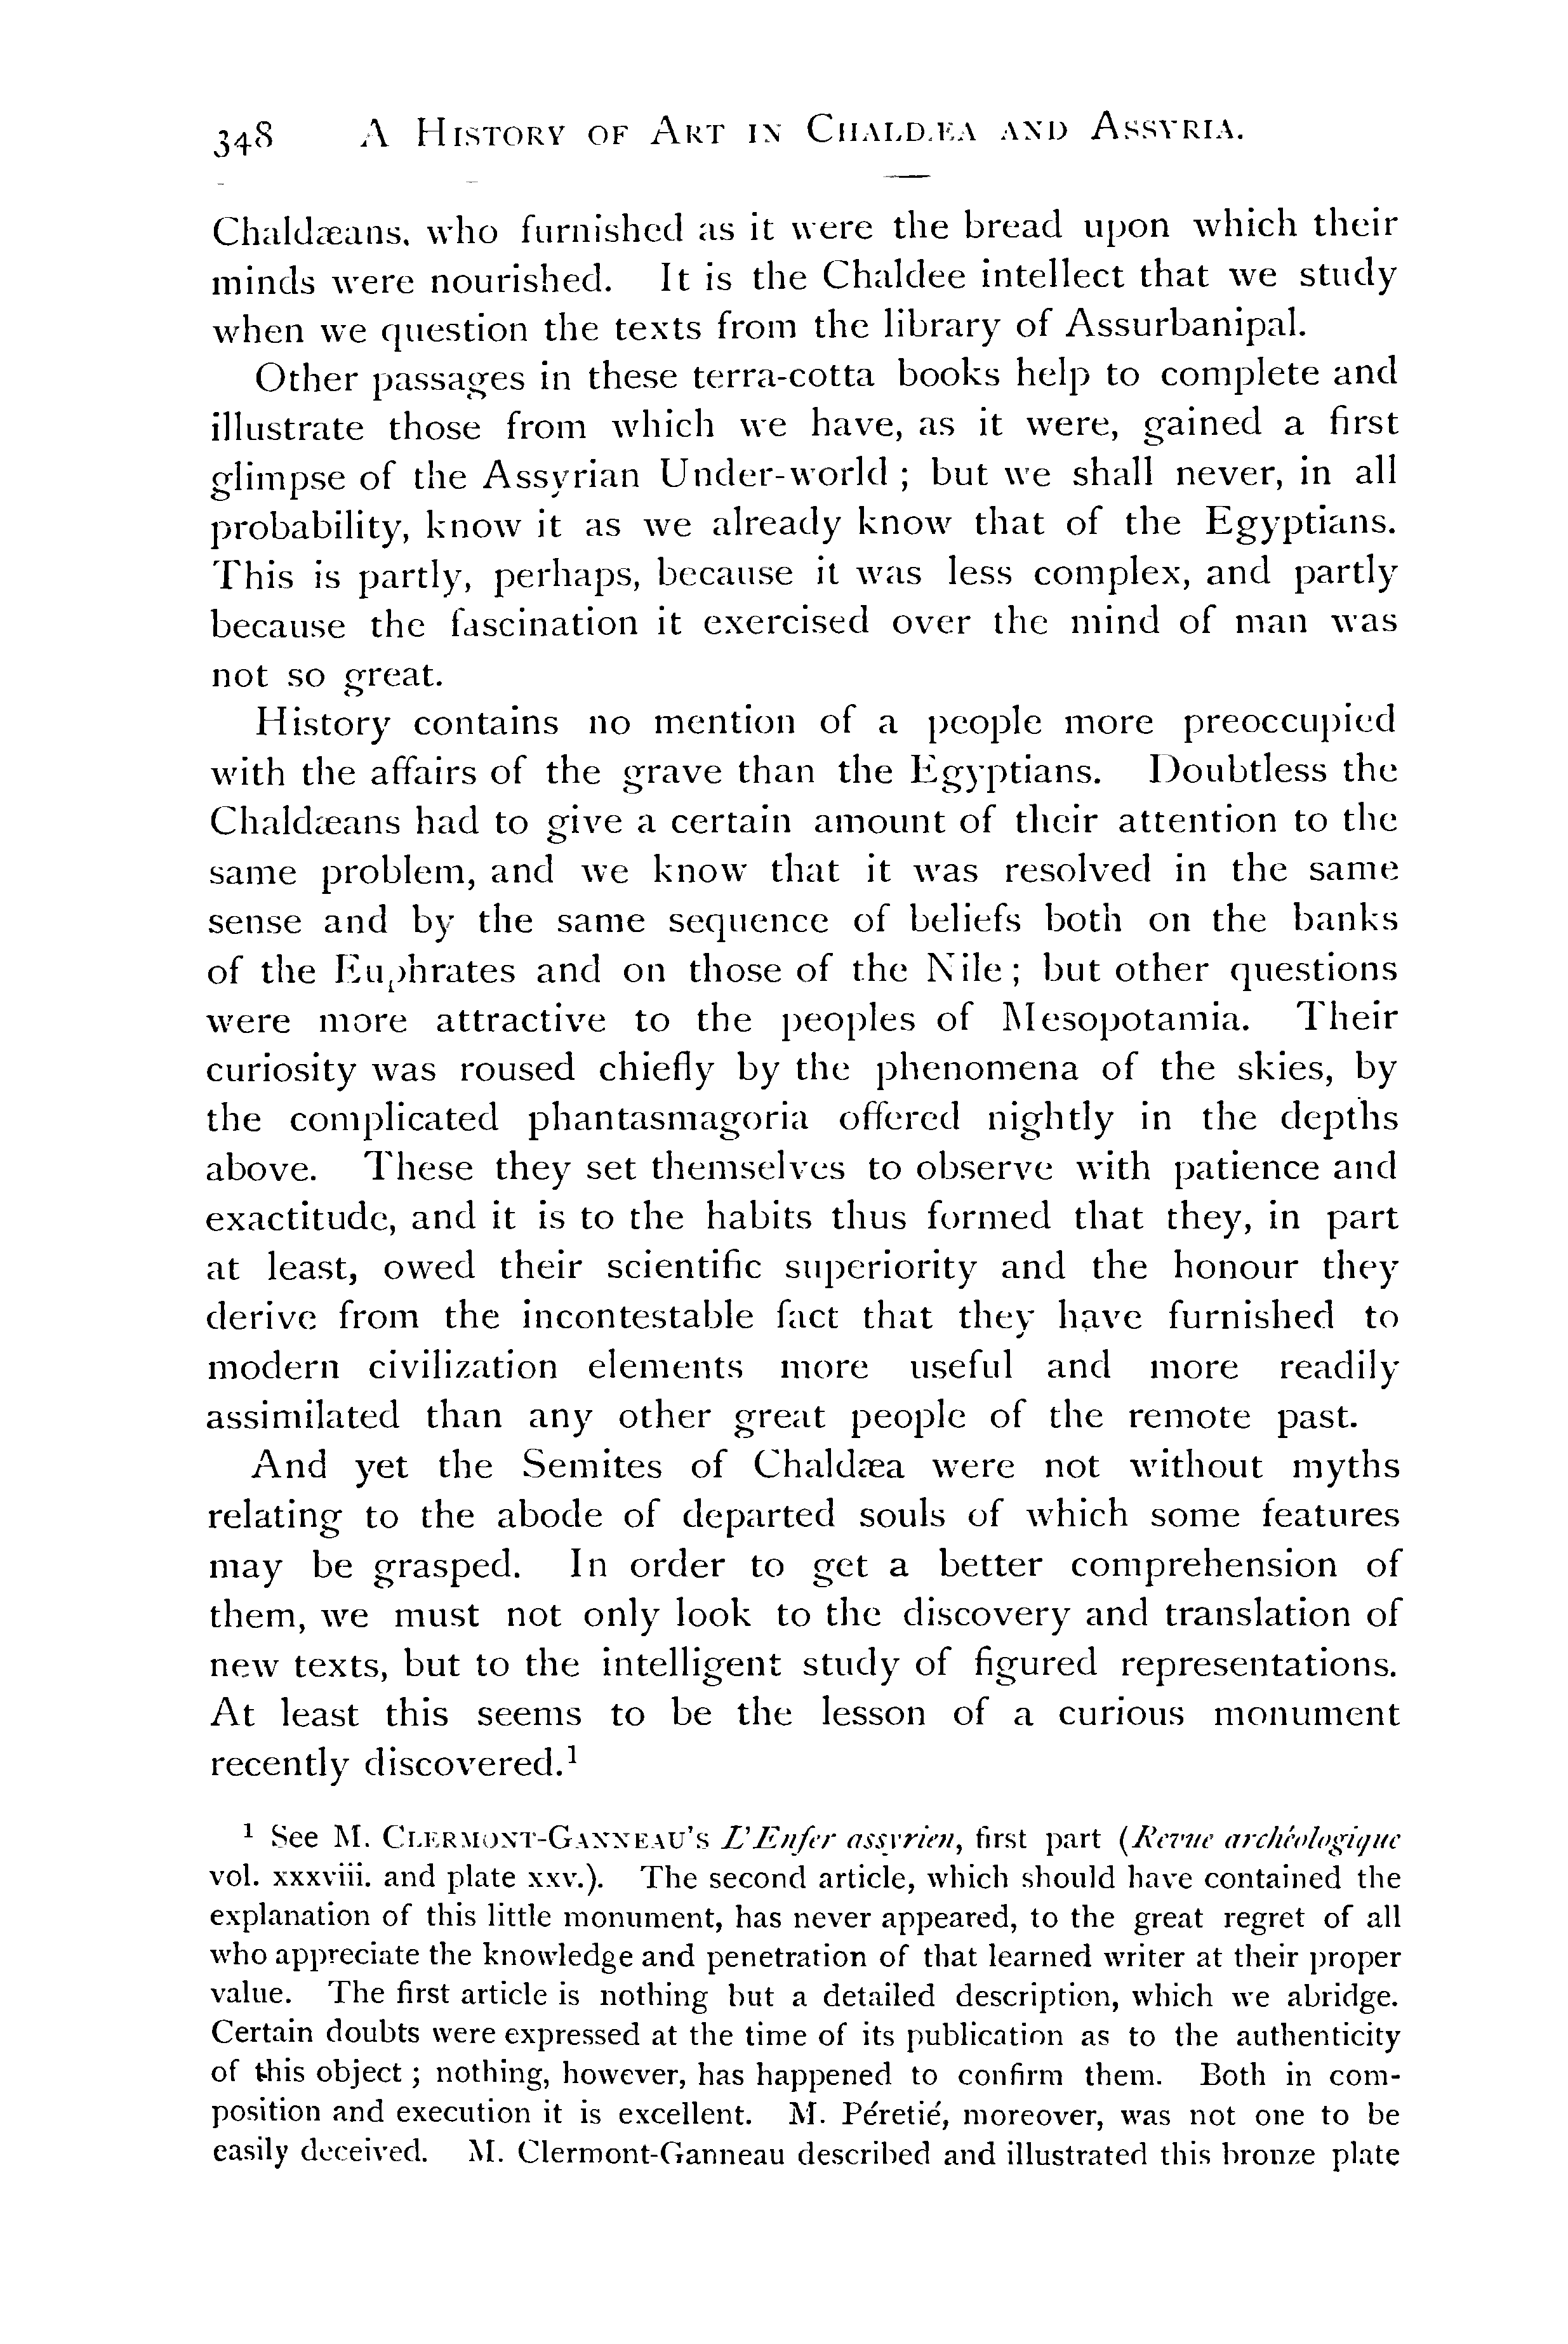 348 A HISTORY OF ART IN CHALDÆA AND ASSYRIA.
Chaldæans, who furnished as it were the bread upon which their
minds were nourished. It is the Chaldee intellect that we study
when we question the texts from the library of Assurbanipal.
Other passages in these terra-cotta books help to complete and
illustrate those from which we have, as it were, gained a first
glimpse of the Assyrian Under-world ; but we shall never, in all
probability, know it as we already know that of the Egyptians.
This is partly, perhaps, because it was less complex, and partly
because the fascination it exercised over the mind of man was
not so great.
History contains no mention of a people more preoccupied
with the affairs of the grave than the Egyptians. Doubtless the
Chaldæans had to give a certain amount of their attention to the
same problem, and we know that it was resolved in the same
sense and by the same sequence of beliefs both on the banks
of the Euphrates and on those of the Nile ; but other questions
were more attractive to the peoples of Mesopotamia. Their
curiosity was roused chiefly by the phenomena of the skies, by
the complicated phantasmagoria offered nightly in the depths
above. These they set themselves to observe with patience and
exactitude, and it is to the habits thus formed that they, in part
at least, owed their scientific superiority and the honour they
derive from the incontestable fact that they have furnished to
modern civilization elements more useful and more readily
assimilated than any other great people of the remote past.
And yet the Semites of Chaldæa were not without myths
relating to the abode of departed souls of which some features
may be grasped. In order to get a better comprehension of
them, we must not only look to the discovery and translation of
new texts, but to the intelligent study of figured representations.
At least this seems to be the lesson of a curious monument
recently discovered.¹
¹ See M. CLERMONT-GANNEAU'S L'Enfer assyrien, first part (Revue archéologique
vol. xxxviii. and plate xxv.). The second article, which should have contained the
explanation of this little monument, has never appeared, to the great regret of all
who appreciate the knowledge and penetration of that learned writer at their proper
value. The first article is nothing but a detailed description, which we abridge.
Certain doubts were expressed at the time of its publication as to the authenticity
of this object ; nothing, however, has happened to confirm them. Both in com-
position and execution it is excellent. M. Péretié, moreover, was not one to be
easily deceived. M. Clermont-Ganneau described and illustrated this bronze plate